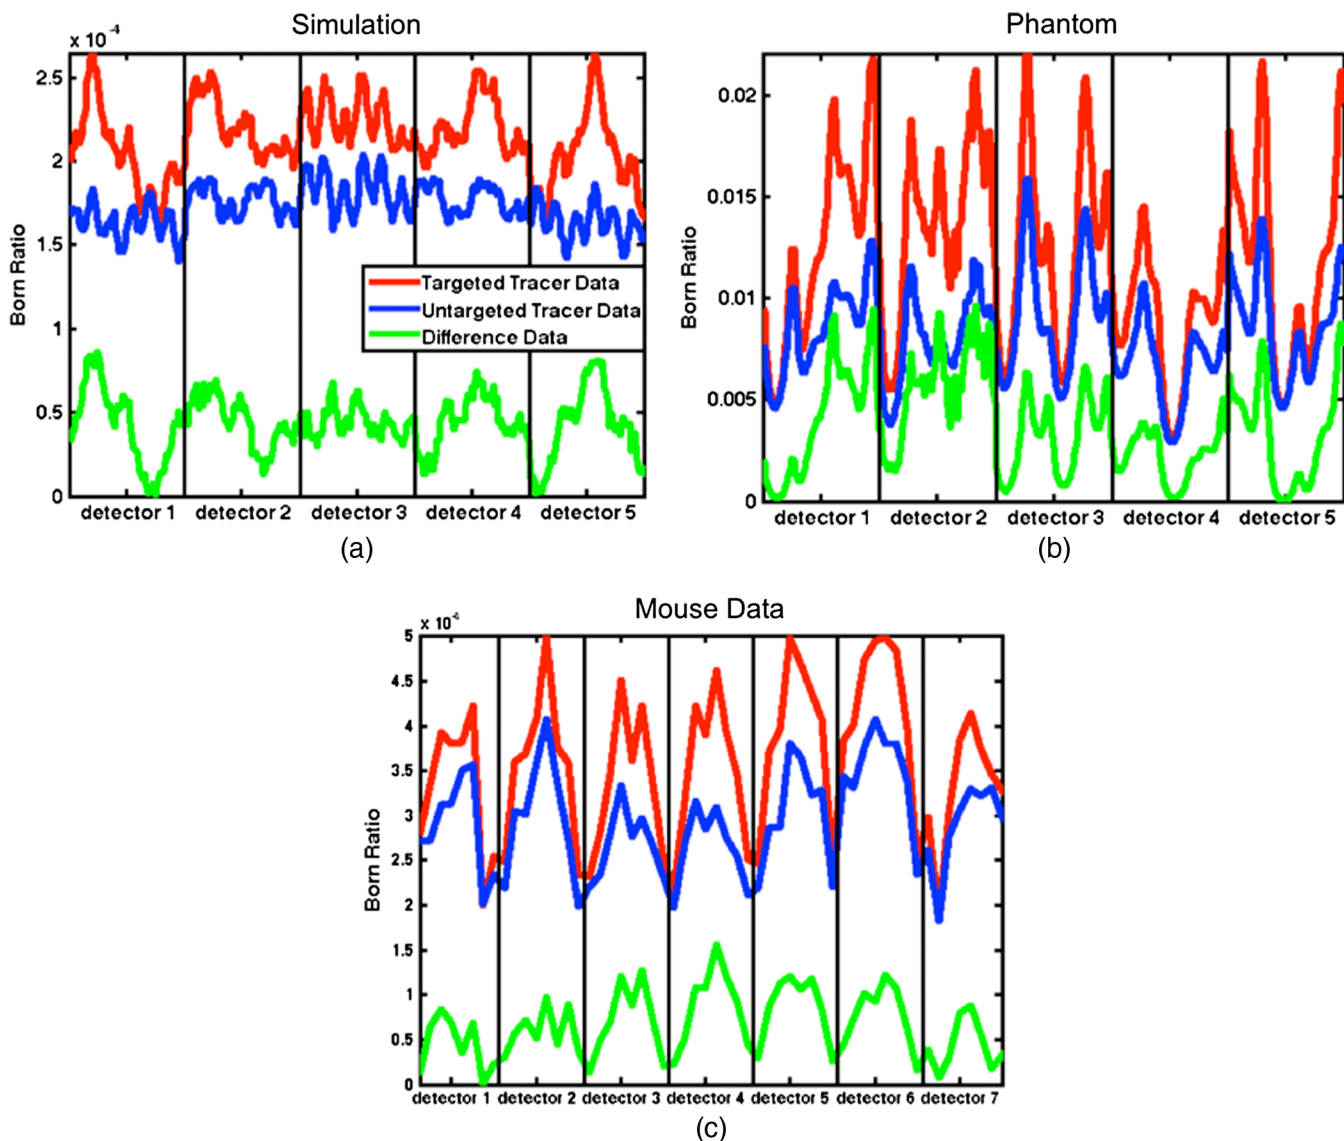 Simulation
x 10⁻⁴
2.5
2
1.5
1
0.5
0
Born Ratio
Targeted Tracer Data
Untargeted Tracer Data
Difference Data
detector 1 detector 2 detector 3 detector 4 detector 5
(a)
Phantom
0.02
0.015
0.01
0.005
0
Born Ratio
detector 1 detector 2 detector 3 detector 4 detector 5
(b)
Mouse Data
5
4.5
4
3.5
3
2.5
2
1.5
1
0.5
0
Born Ratio
detector 1 detector 2 detector 3 detector 4 detector 5 detector 6 detector 7
(c)